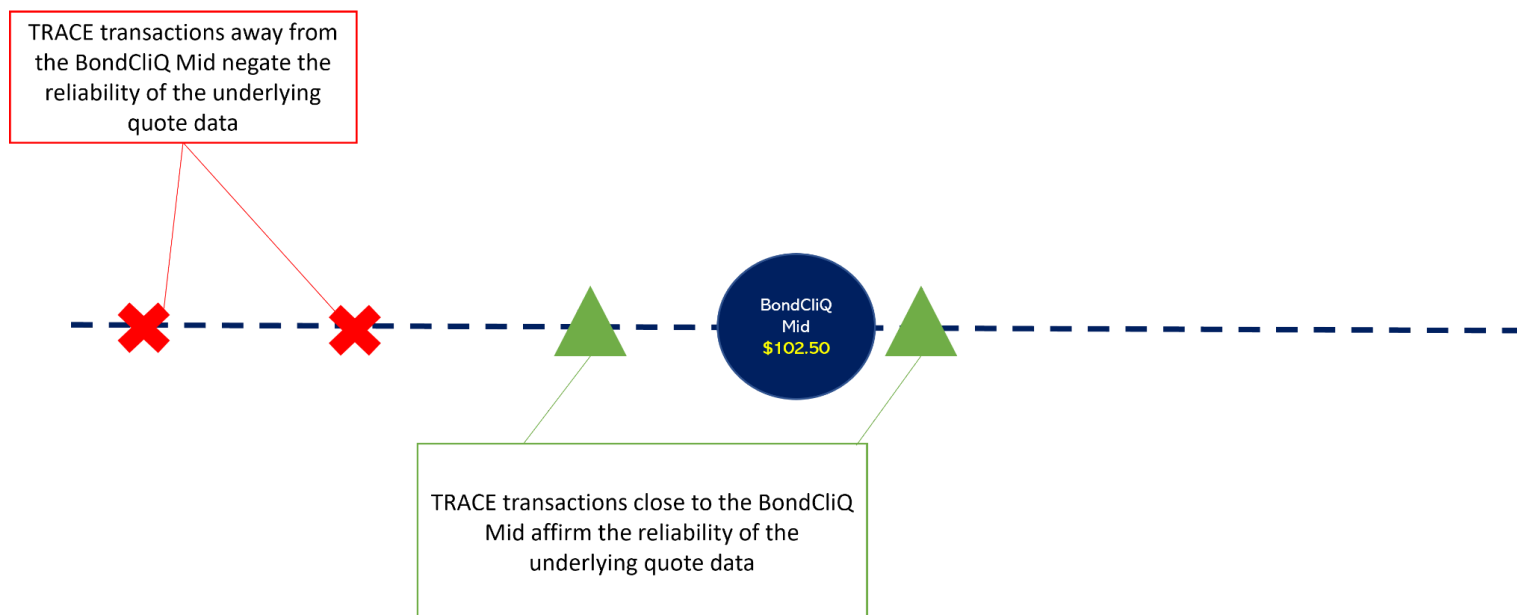 TRACE transactions away from
the BondCliQ Mid negate the
reliability of the underlying
quote data
BondCliQ
Mid
$102.50
TRACE transactions close to the BondCliQ
Mid affirm the reliability of the
underlying quote data